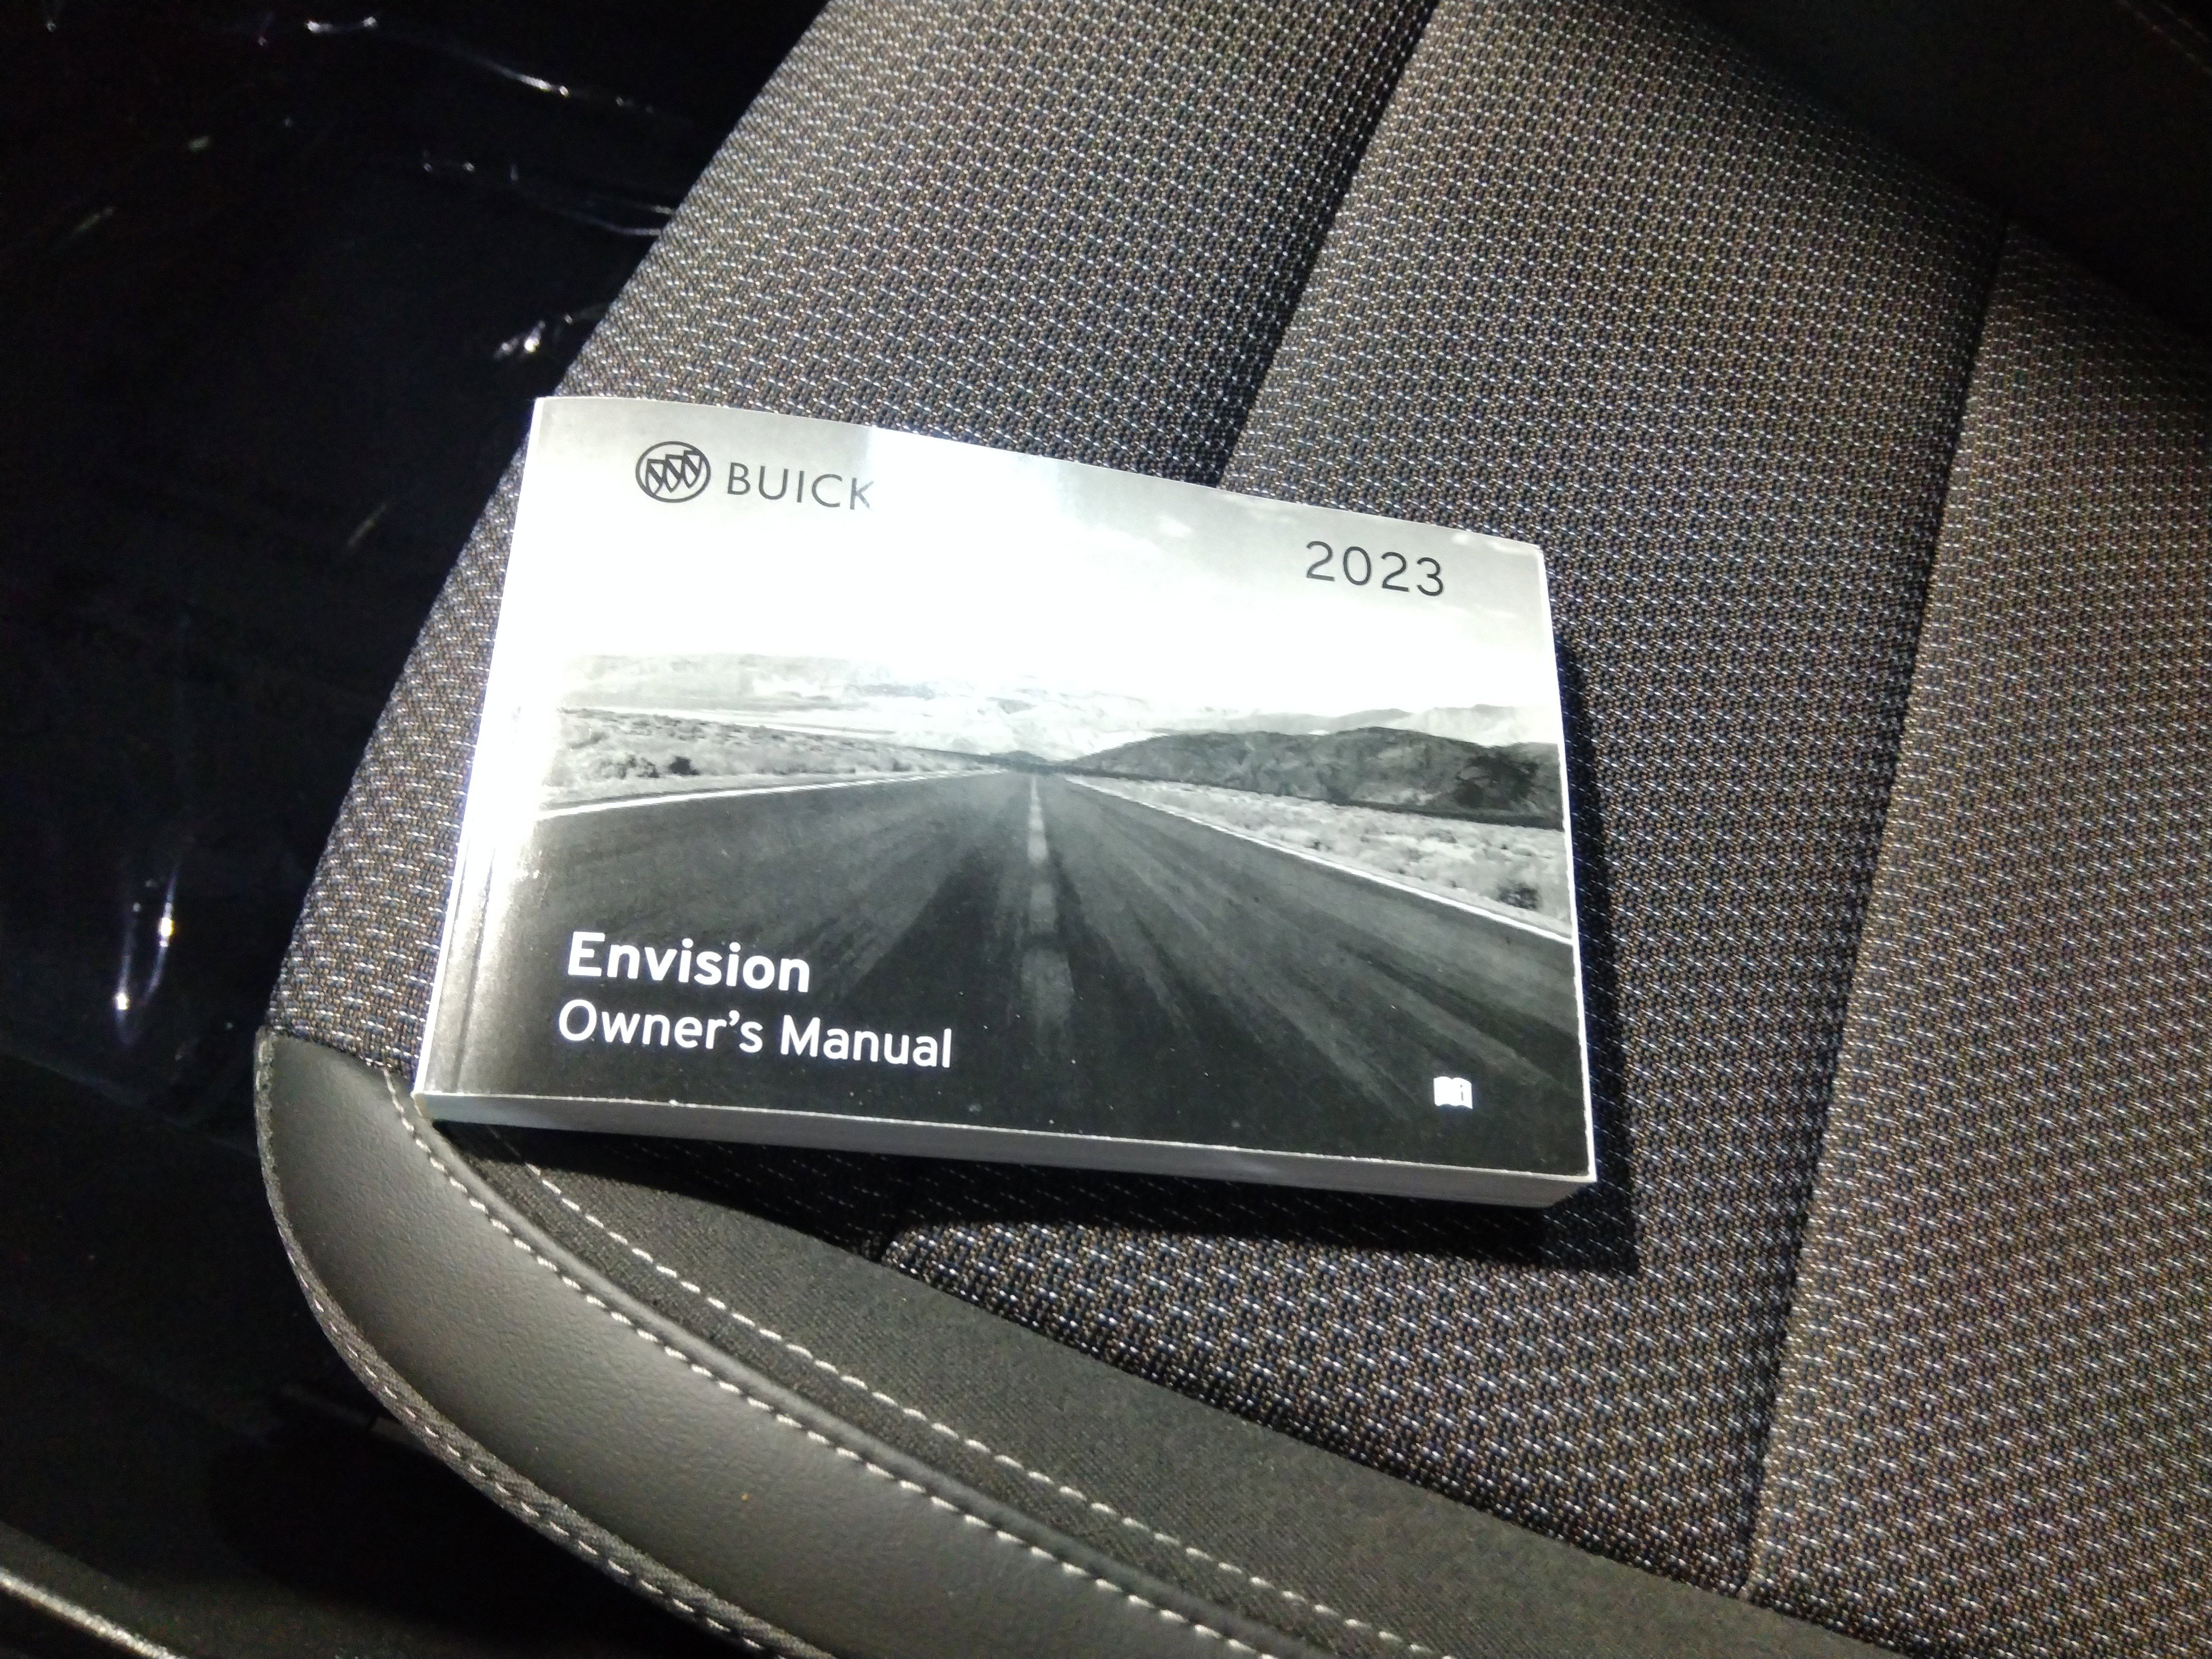 BUICK
2023
Envision
Owner's Manual